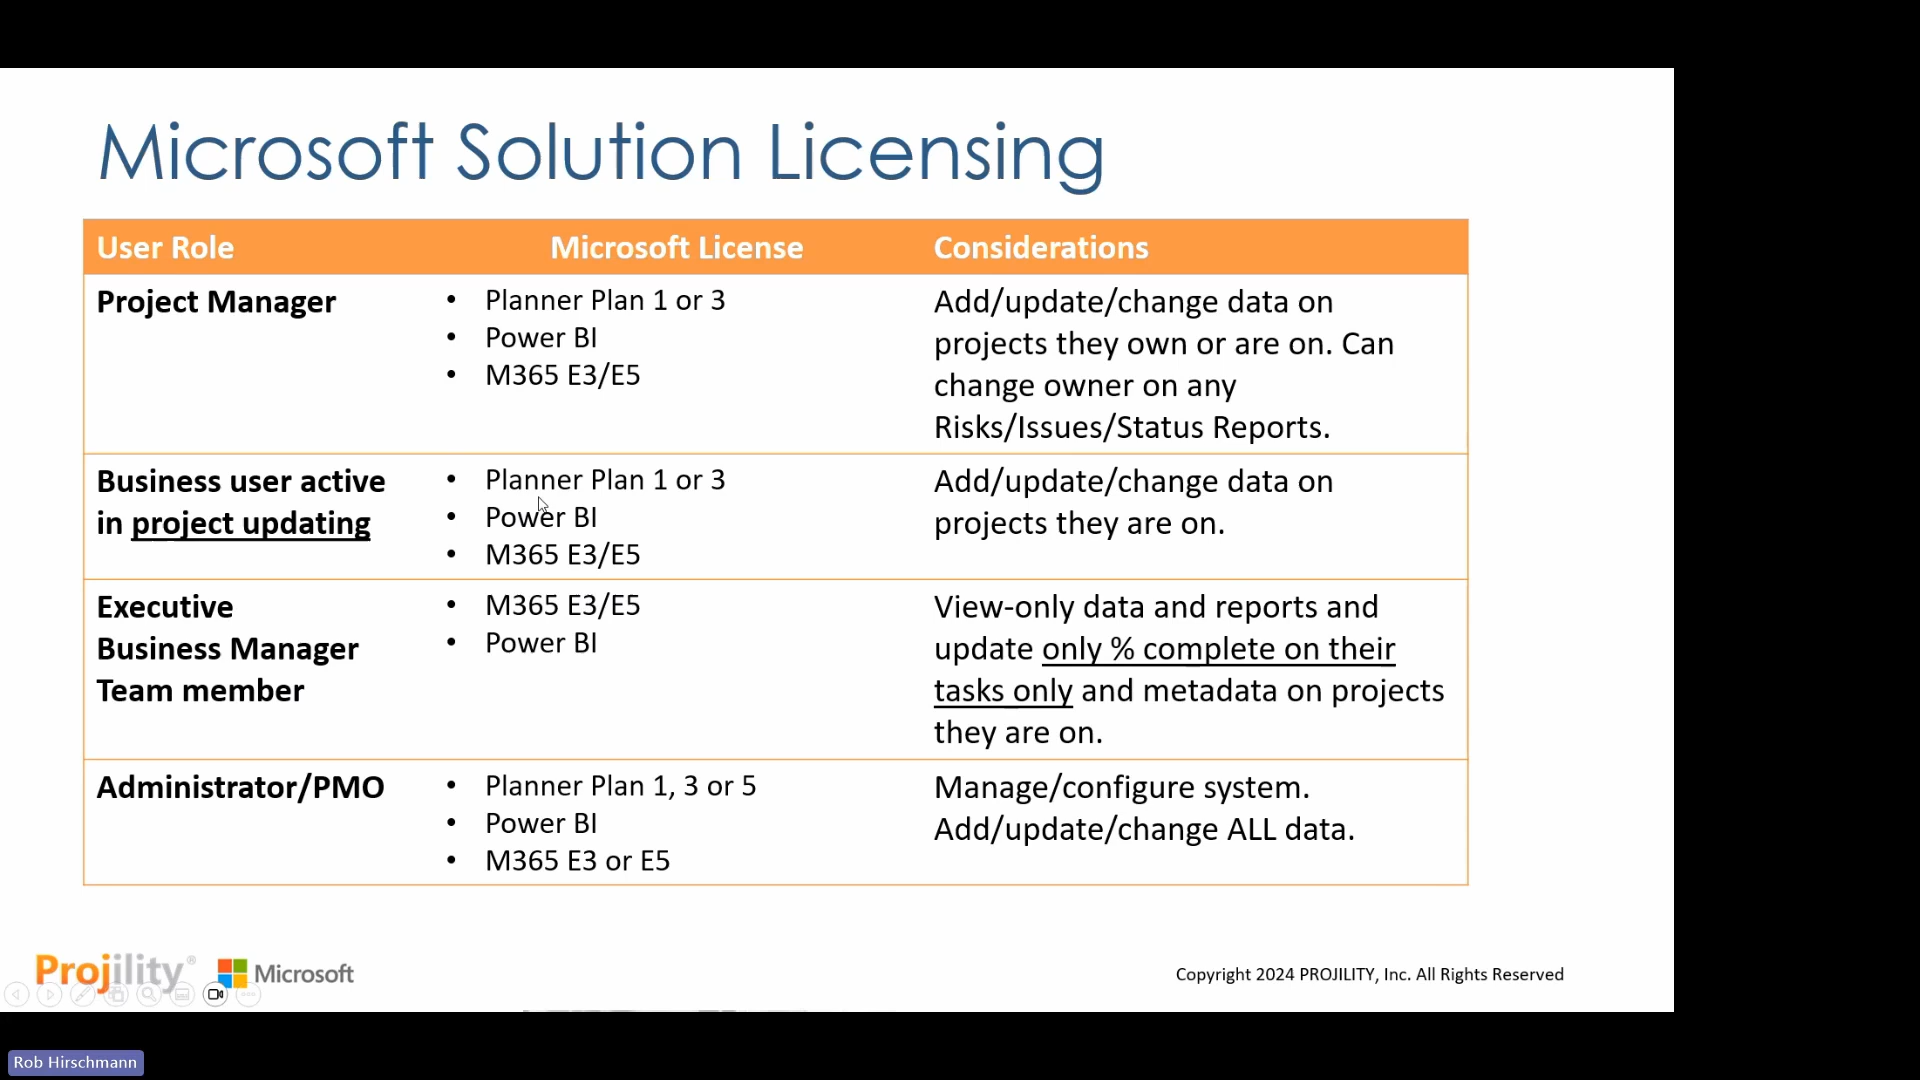 Microsoft Solution Licensing
User Role
Microsoft License
Considerations
Project Manager
• Planner Plan 1 or 3
• Power BI
• M365 E3/E5
Add/update/change data on
projects they own or are on. Can
change owner on any
Risks/Issues/Status Reports.
Business user active
in project updating
• Planner Plan 1 or 3
• Power BI
• M365 E3/E5
Add/update/change data on
projects they are on.
Executive
Business Manager
Team member
• M365 E3/E5
• Power BI
View-only data and reports and
update only % complete on their
tasks only and metadata on projects
they are on.
Administrator/PMO
• Planner Plan 1, 3 or 5
• Power BI
• M365 E3 or E5
Manage/configure system.
Add/update/change ALL data.
Projility®
Microsoft
Copyright 2024 PROJILITY, Inc. All Rights Reserved
Rob Hirschmann